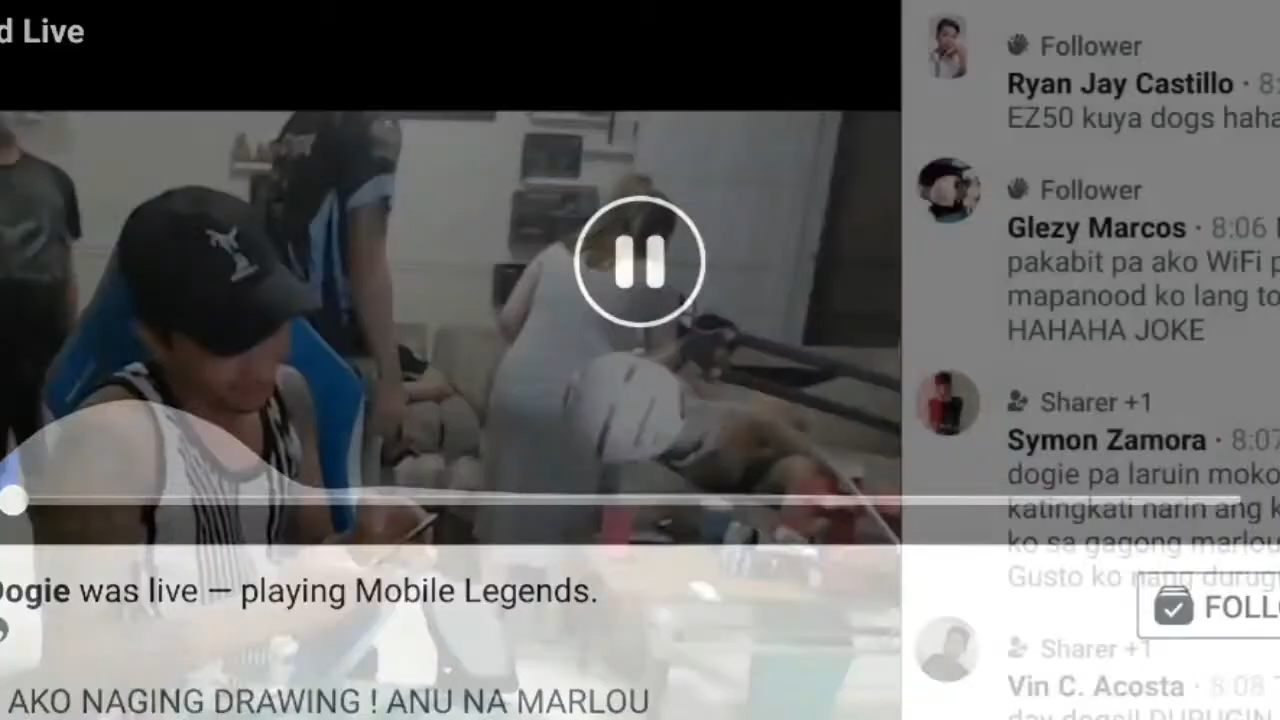 d Live
Follower
Ryan Jay Castillo · 8:
EZ50 kuya dogs haha
Follower
Glezy Marcos · 8:06
pakabit pa ako WiFi p
mapanood ko lang to
HAHAHA JOKE
Sharer +1
Symon Zamora · 8:07
dogie pa laruin moko
katingkati narin ang k
ko sa gagong marlou
Gusto ko nang durug
Dogie was live — playing Mobile Legends.
FOLL
Sharer +1
Vin C. Acosta · 8:08
AKO NAGING DRAWING ! ANU NA MARLOU